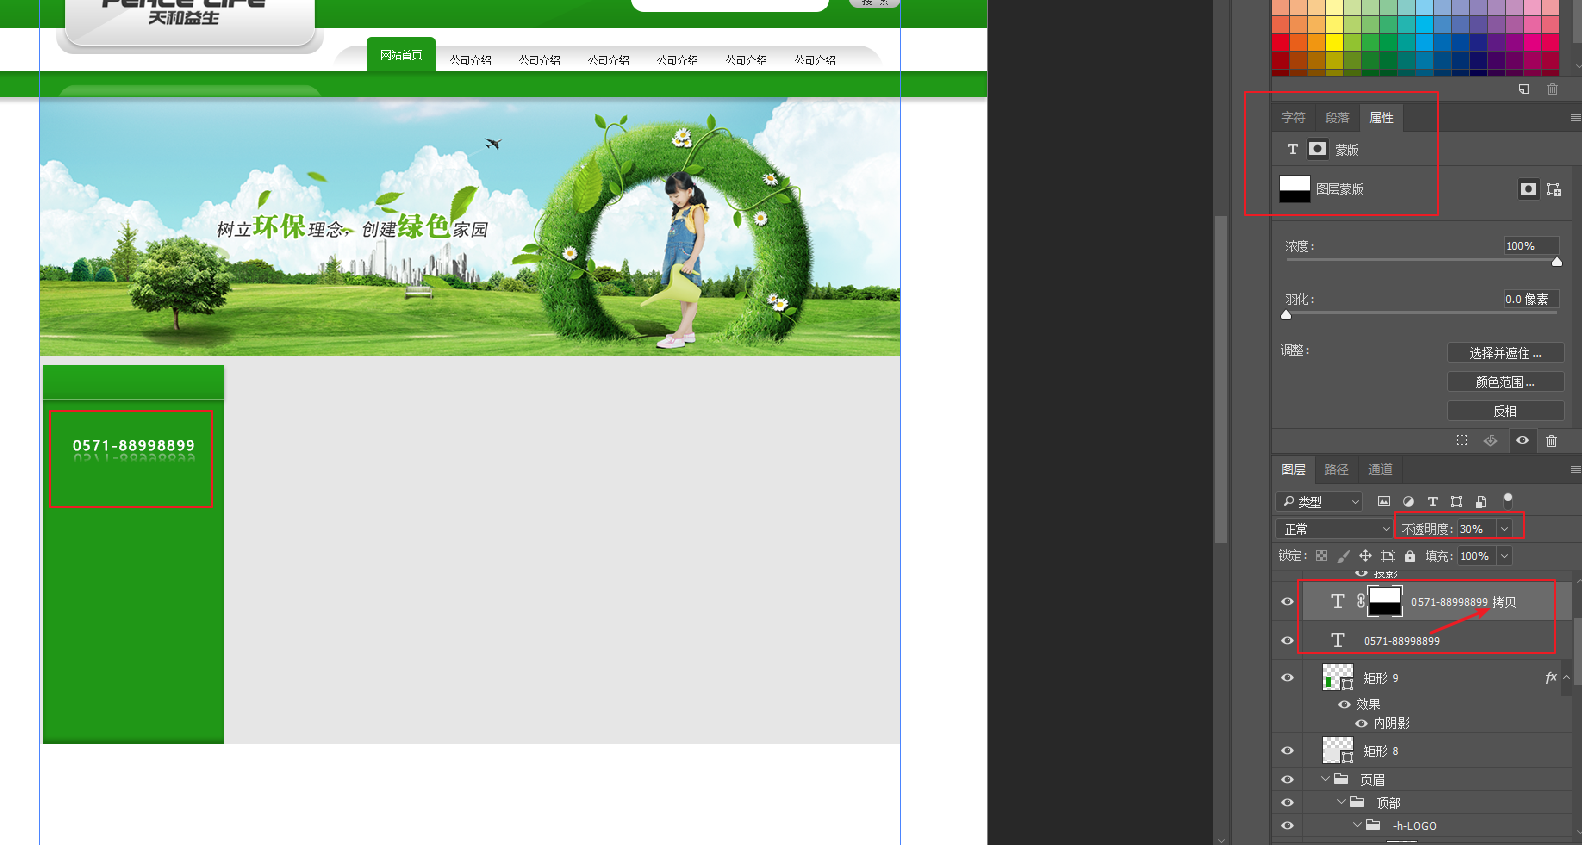 PEACE LIFE
天和益生
搜 索
网站首页
公司介绍
公司介绍
公司介绍
公司介绍
公司介绍
公司介绍
树立环保理念，创建绿色家园
0571-88998899
字符
段落
属性
T
蒙版
图层蒙版
浓度：
100%
羽化：
0.0 像素
调整：
选择并遮住 ...
颜色范围...
反相
图层
路径
通道
类型
T
正常
不透明度：
30%
锁定：
填充：
100%
投影
T
0571-88998899 拷贝
T
0571-88998899
矩形 9
fx
效果
内阴影
矩形 8
页眉
顶部
-h-LOGO